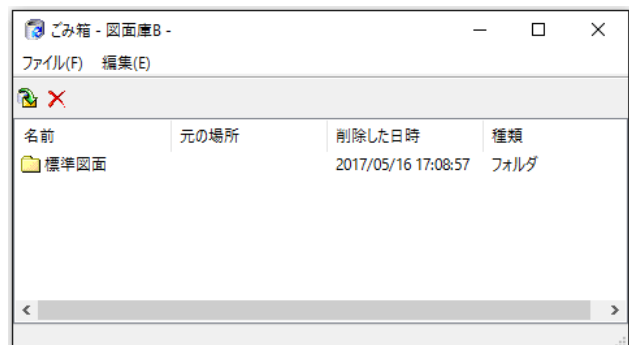 ごみ箱 - 図面庫B -
ファイル(F) 編集(E)
名前 元の場所 削除した日時 種類
標準図面 2017/05/16 17:08:57 フォルダ